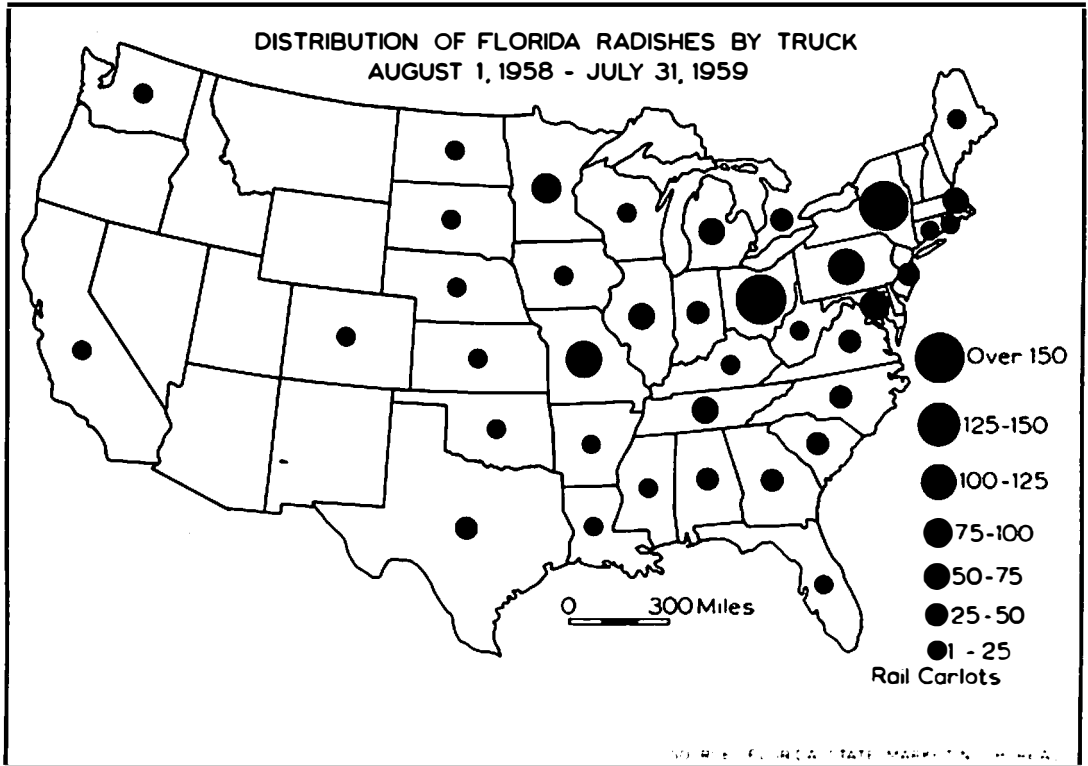 DISTRIBUTION OF FLORIDA RADISHES BY TRUCK
AUGUST 1, 1958 - JULY 31, 1959
Over 150
125-150
100-125
75-100
50-75
25-50
1 - 25
Rail Carlots
0 300 Miles